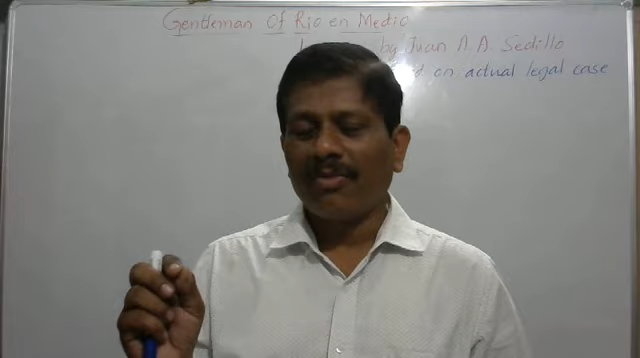 Gentleman Of Rio en Medio
by Juan A. A. Sedillo
on actual legal case